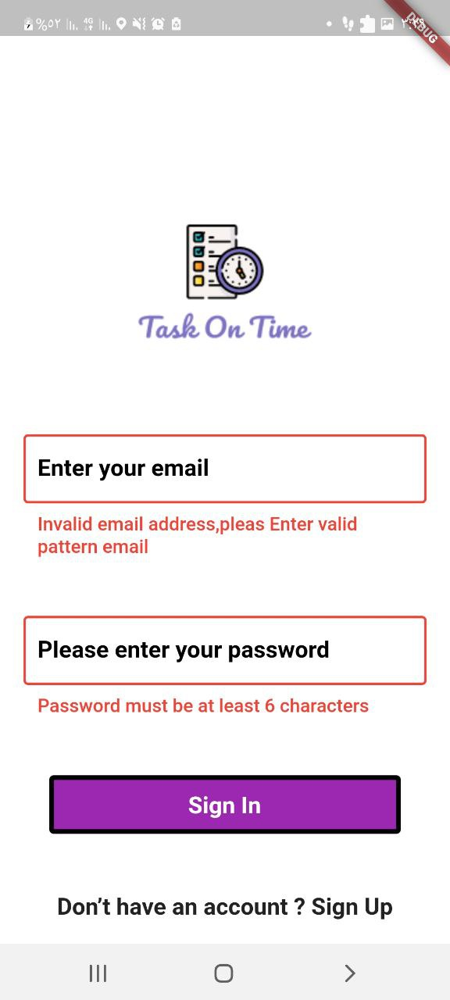 %٥٢ 4G
DEBUG
Task On Time
Enter your email
Invalid email address,pleas Enter valid
pattern email
Please enter your password
Password must be at least 6 characters
Sign In
Don’t have an account ? Sign Up